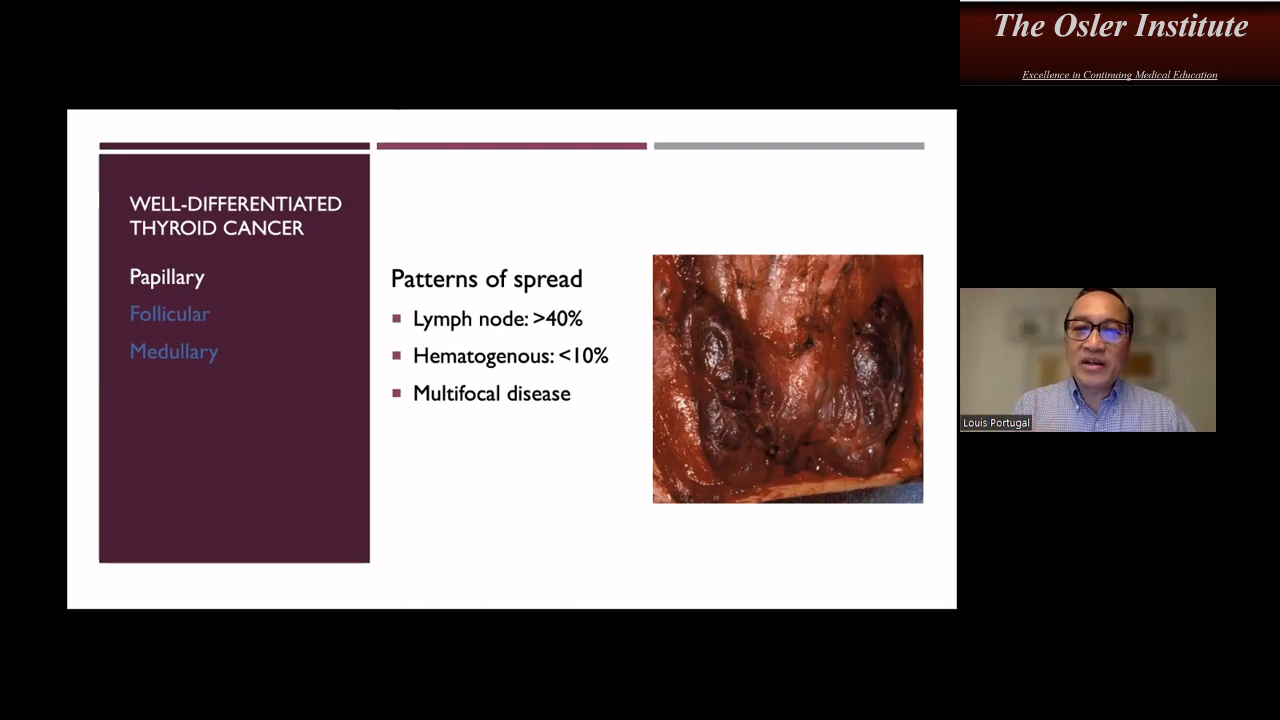 The Osler Institute
Excellence in Continuing Medical Education
WELL-DIFFERENTIATED
THYROID CANCER
Papillary
Follicular
Medullary
Patterns of spread
Lymph node: >40%
Hematogenous: <10%
Multifocal disease
Louis Portugal